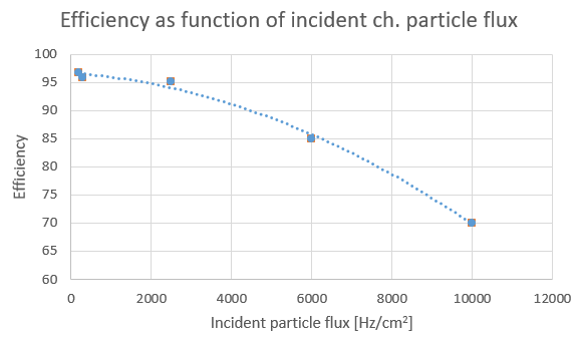 Efficiency as function of incident ch. particle flux
100
95
90
85
80
75
70
65
60
Efficiency
0 2000 4000 6000 8000 10000 12000
Incident particle flux [Hz/cm²]